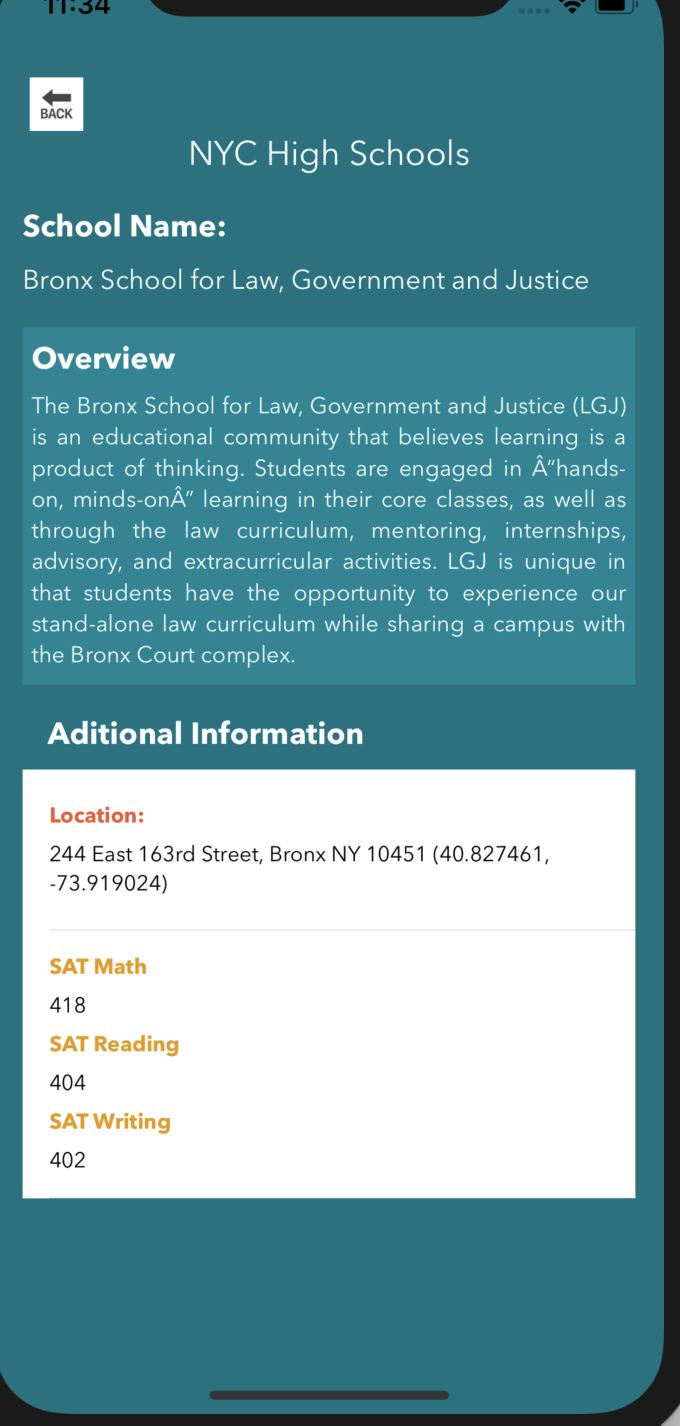 11:34
BACK
NYC High Schools
School Name:
Bronx School for Law, Government and Justice
Overview
The Bronx School for Law, Government and Justice (LGJ)
is an educational community that believes learning is a
product of thinking. Students are engaged in Â“hands-
on, minds-onÂ” learning in their core classes, as well as
through the law curriculum, mentoring, internships,
advisory, and extracurricular activities. LGJ is unique in
that students have the opportunity to experience our
stand-alone law curriculum while sharing a campus with
the Bronx Court complex.
Aditional Information
Location:
244 East 163rd Street, Bronx NY 10451 (40.827461,
-73.919024)
SAT Math
418
SAT Reading
404
SAT Writing
402